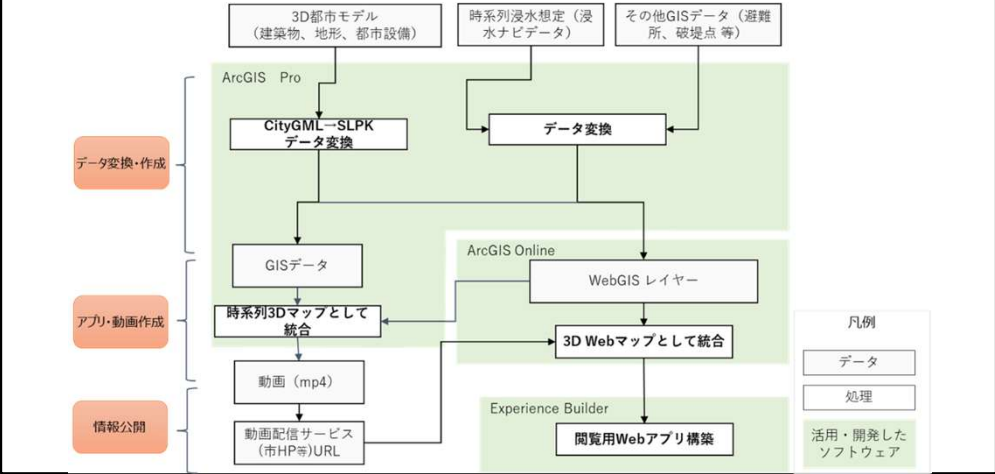 3D都市モデル
（建築物、地形、都市設備）
時系列浸水想定（浸
水ナビデータ）
その他GISデータ（避難
所、破堤点 等）
ArcGIS Pro
CityGML→SLPK
データ変換
データ変換
データ変換・作成
ArcGIS Online
GISデータ
WebGIS レイヤー
アプリ・動画作成
時系列3Dマップとして
統合
3D Webマップとして統合
凡例
データ
処理
活用・開発した
ソフトウェア
動画（mp4）
情報公開
Experience Builder
動画配信サービス
(市HP等)URL
閲覧用Webアプリ構築